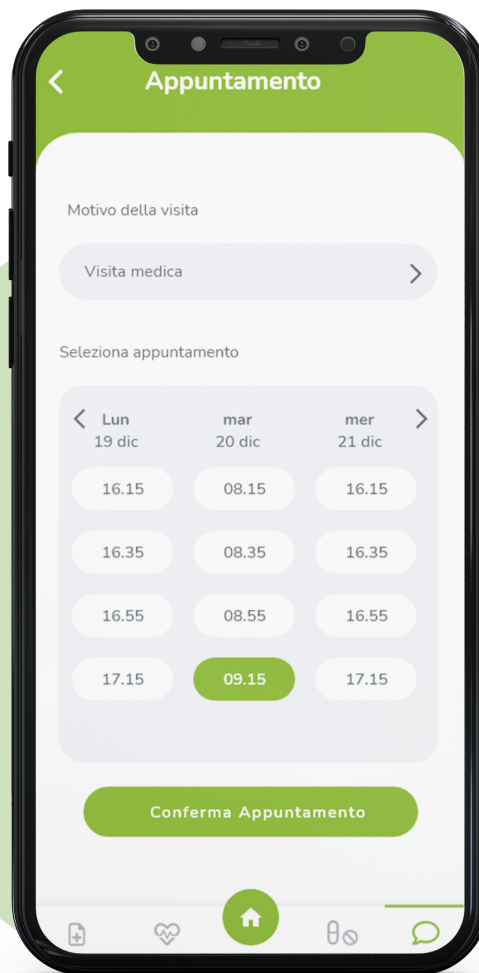 Appuntamento
Motivo della visita
Visita medica
Seleziona appuntamento
Lun mar mer
19 dic 20 dic 21 dic
16.15 08.15 16.15
16.35 08.35 16.35
16.55 08.55 16.55
17.15 09.15 17.15
Conferma Appuntamento